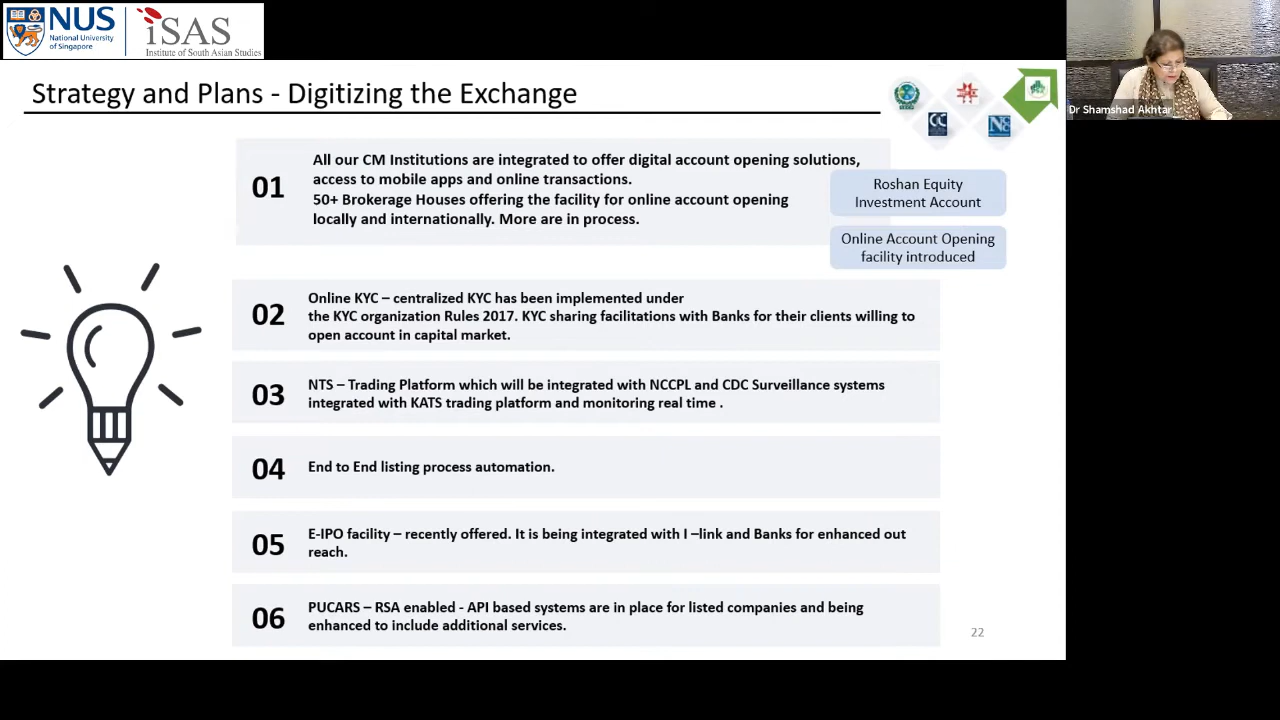 NUS
National University
of Singapore
iSAS
Institute of South Asian Studies
Dr Shamshad Akhtar
Strategy and Plans - Digitizing the Exchange
01
All our CM Institutions are integrated to offer digital account opening solutions,
access to mobile apps and online transactions.
50+ Brokerage Houses offering the facility for online account opening
locally and internationally. More are in process.
Roshan Equity
Investment Account
Online Account Opening
facility introduced
02
Online KYC – centralized KYC has been implemented under
the KYC organization Rules 2017. KYC sharing facilitations with Banks for their clients willing to
open account in capital market.
03
NTS – Trading Platform which will be integrated with NCCPL and CDC Surveillance systems
integrated with KATS trading platform and monitoring real time .
04
End to End listing process automation.
05
E-IPO facility – recently offered. It is being integrated with I –link and Banks for enhanced out
reach.
06
PUCARS – RSA enabled - API based systems are in place for listed companies and being
enhanced to include additional services.
22